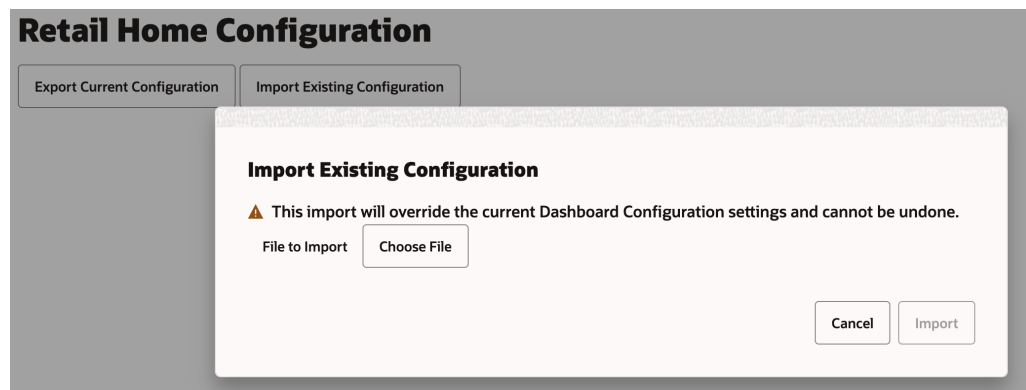 Retail Home Configuration
Export Current Configuration Import Existing Configuration
Import Existing Configuration
This import will override the current Dashboard Configuration settings and cannot be undone.
File to Import Choose File
Cancel Import